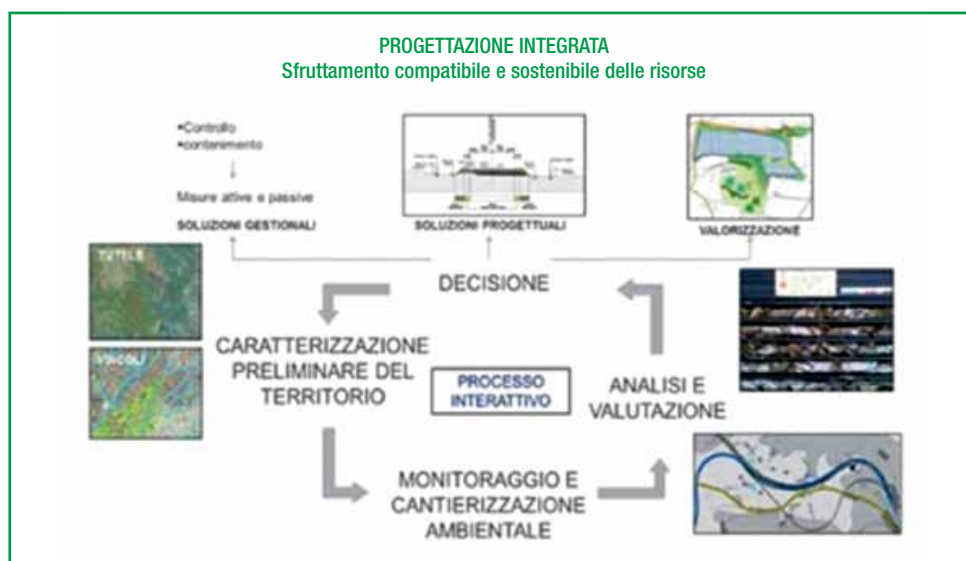 PROGETTAZIONE INTEGRATA
Sfruttamento compatibile e sostenibile delle risorse
•Controllo
•contenimento
Misure attive e passive
SOLUZIONI GESTIONALI
SOLUZIONI PROGETTUALI
VALORIZZAZIONE
TUTELE
VINCOLI
DECISIONE
CARATTERIZZAZIONE
PRELIMINARE DEL
TERRITORIO
PROCESSO
INTERATTIVO
ANALISI E
VALUTAZIONE
MONITORAGGIO E
CANTIERIZZAZIONE
AMBIENTALE